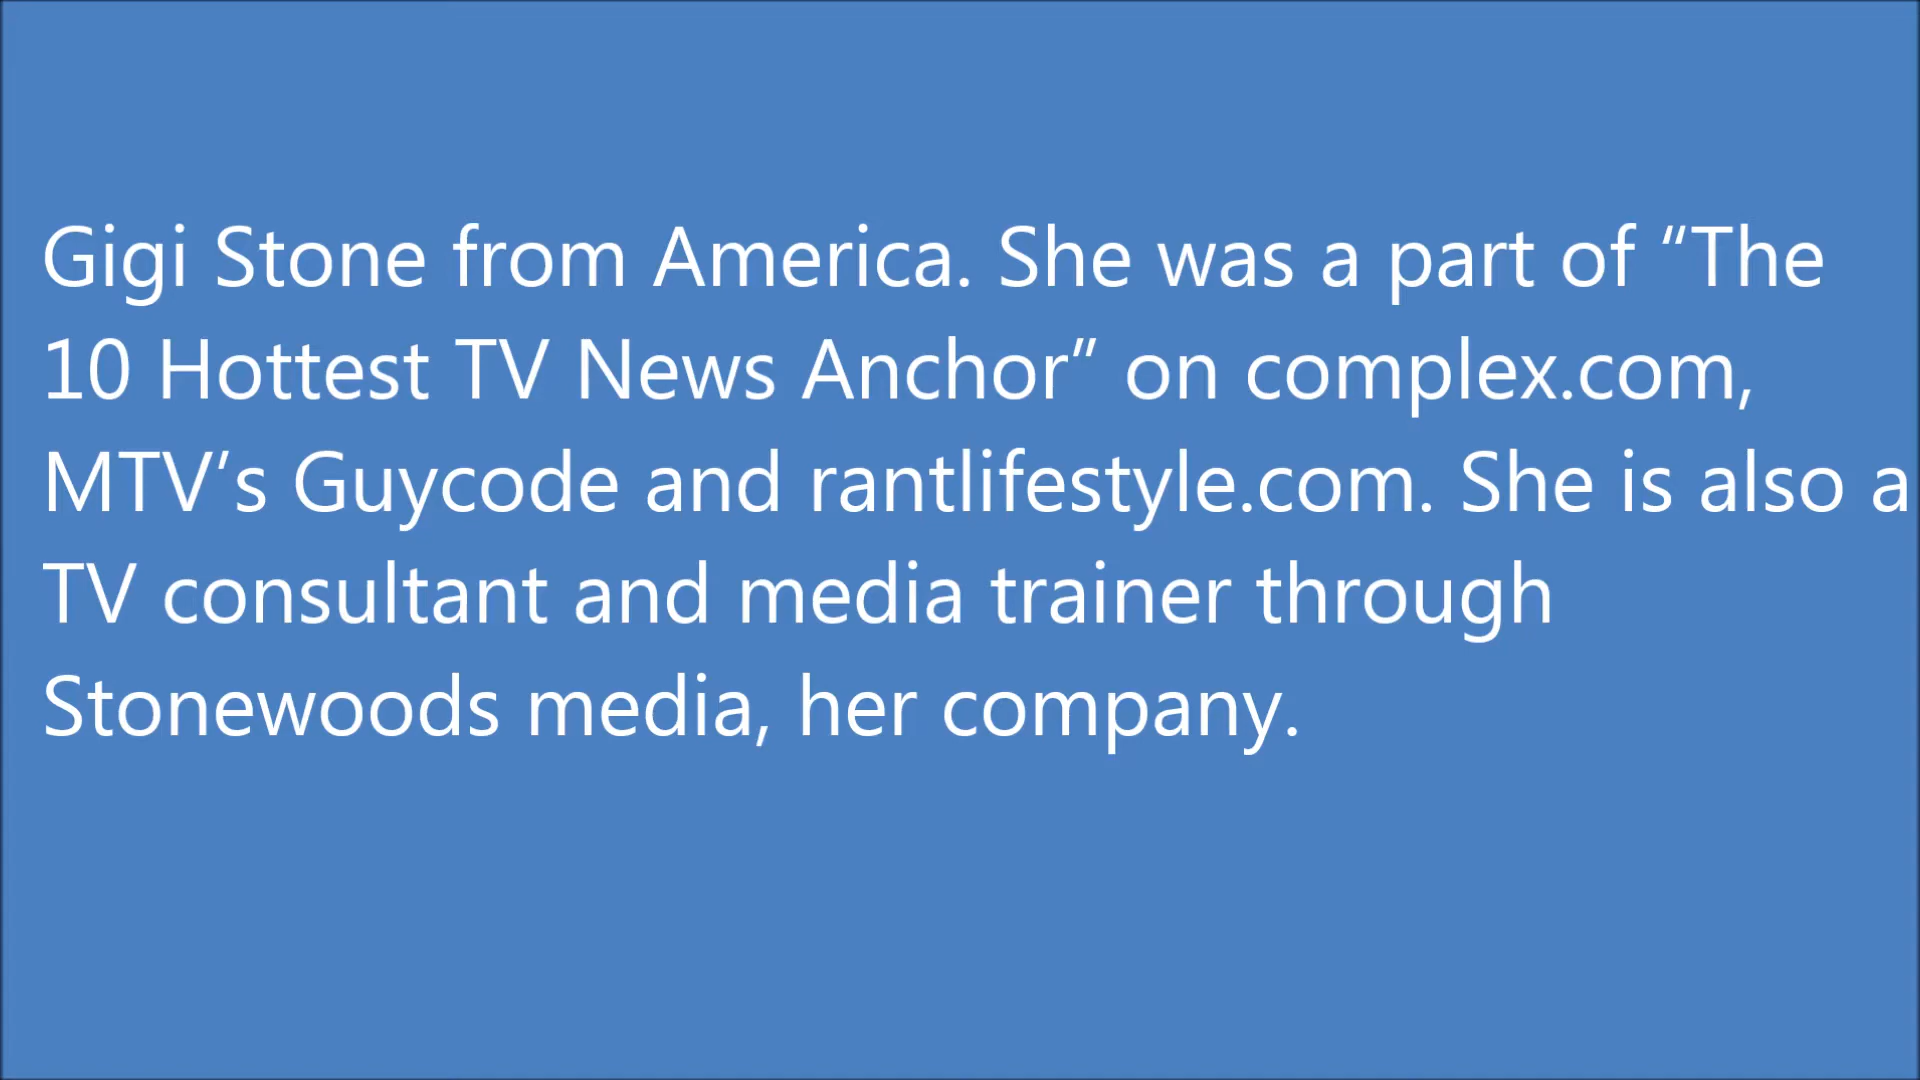 Gigi Stone from America. She was a part of “The
10 Hottest TV News Anchor” on complex.com,
MTV’s Guycode and rantlifestyle.com. She is also a
TV consultant and media trainer through
Stonewoods media, her company.